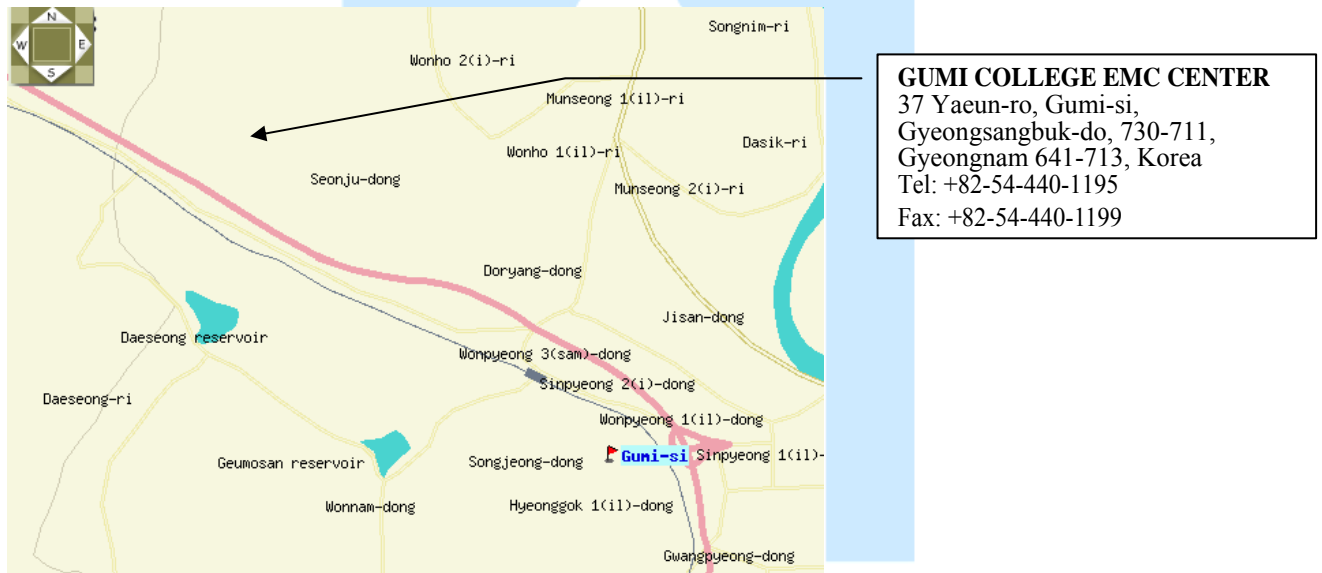 N
W
E
S
Songnim-ri
Wonho 2(i)-ri
Munseong 1(il)-ri
Dasik-ri
Wonho 1(il)-ri
Seonju-dong
Munseong 2(i)-ri
Doryang-dong
Jisan-dong
Daeseong reservoir
Wonpyeong 3(sam)-dong
Sinpyeong 2(i)-dong
Daeseong-ri
Wonpyeong 1(il)-dong
Gumi-si
Sinpyeong 1(il)-
Geumosan reservoir
Songjeong-dong
Wonnam-dong
Hyeonggok 1(il)-dong
Gwangpyeong-dong
GUMI COLLEGE EMC CENTER
37 Yaeun-ro, Gumi-si,
Gyeongsangbuk-do, 730-711,
Gyeongnam 641-713, Korea
Tel: +82-54-440-1195
Fax: +82-54-440-1199